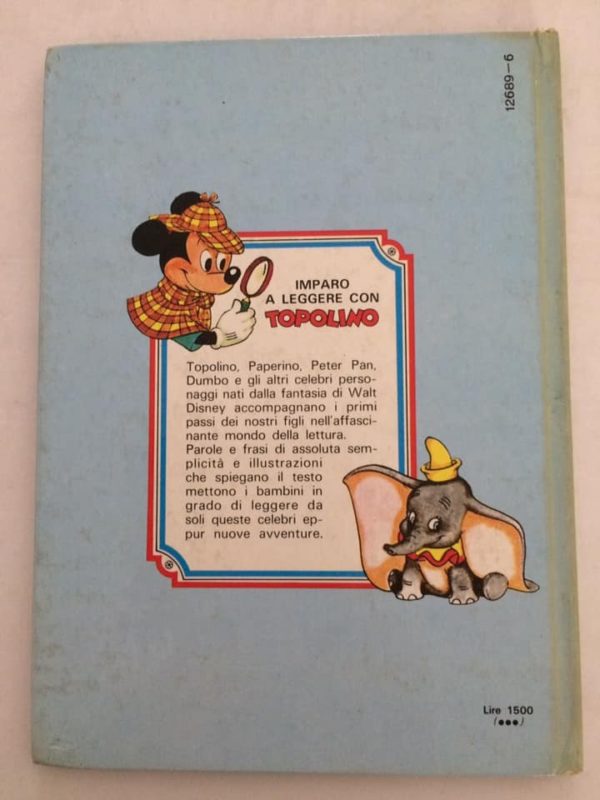 12689-6
IMPARO
A LEGGERE CON
TOPOLINO
Topolino, Paperino, Peter Pan,
Dumbo e gli altri celebri perso-
naggi nati dalla fantasia di Walt
Disney accompagnano i primi
passi dei nostri figli nell'affasci-
nante mondo della lettura.
Parole e frasi di assoluta sem-
plicità e illustrazioni
che spiegano il testo
mettono i bambini in
grado di leggere da
soli queste celebri ep-
pur nuove avventure.
Lire 1500
(•••)